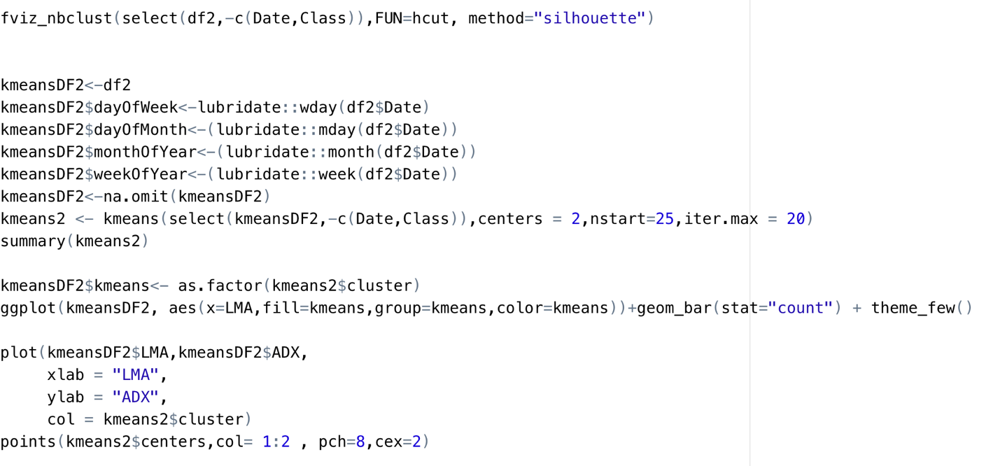 fviz_nbclust(select(df2,-c(Date,Class)),FUN=hcut, method="silhouette")
kmeansDF2<-df2
kmeansDF2$dayOfWeek<-lubridate::wday(df2$Date)
kmeansDF2$dayOfMonth<-(lubridate::mday(df2$Date))
kmeansDF2$monthOfYear<-(lubridate::month(df2$Date))
kmeansDF2$weekOfYear<-(lubridate::week(df2$Date))
kmeansDF2<-na.omit(kmeansDF2)
kmeans2 <- kmeans(select(kmeansDF2,-c(Date,Class)),centers = 2,nstart=25,iter.max = 20)
summary(kmeans2)
kmeansDF2$kmeans<- as.factor(kmeans2$cluster)
ggplot(kmeansDF2, aes(x=LMA,fill=kmeans,group=kmeans,color=kmeans))+geom_bar(stat="count") + theme_few()
plot(kmeansDF2$LMA,kmeansDF2$ADX,
     xlab = "LMA",
     ylab = "ADX",
     col = kmeans2$cluster)
points(kmeans2$centers,col= 1:2 , pch=8,cex=2)